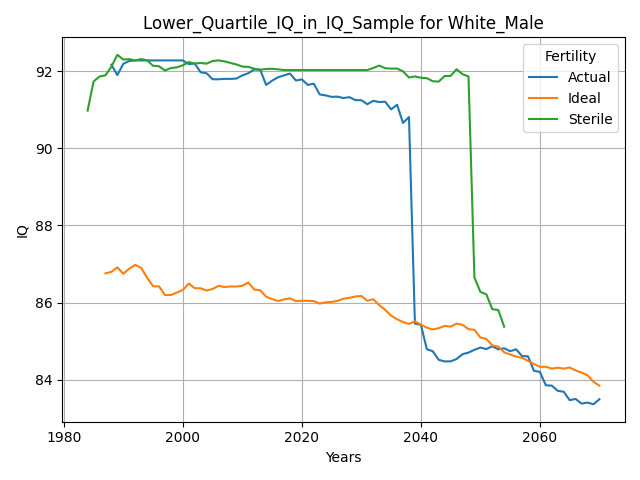 Lower_Quartile_IQ_in_IQ_Sample for White_Male
Fertility
Actual
Ideal
Sterile
IQ
92
90
88
86
84
1980
2000
2020
2040
2060
Years